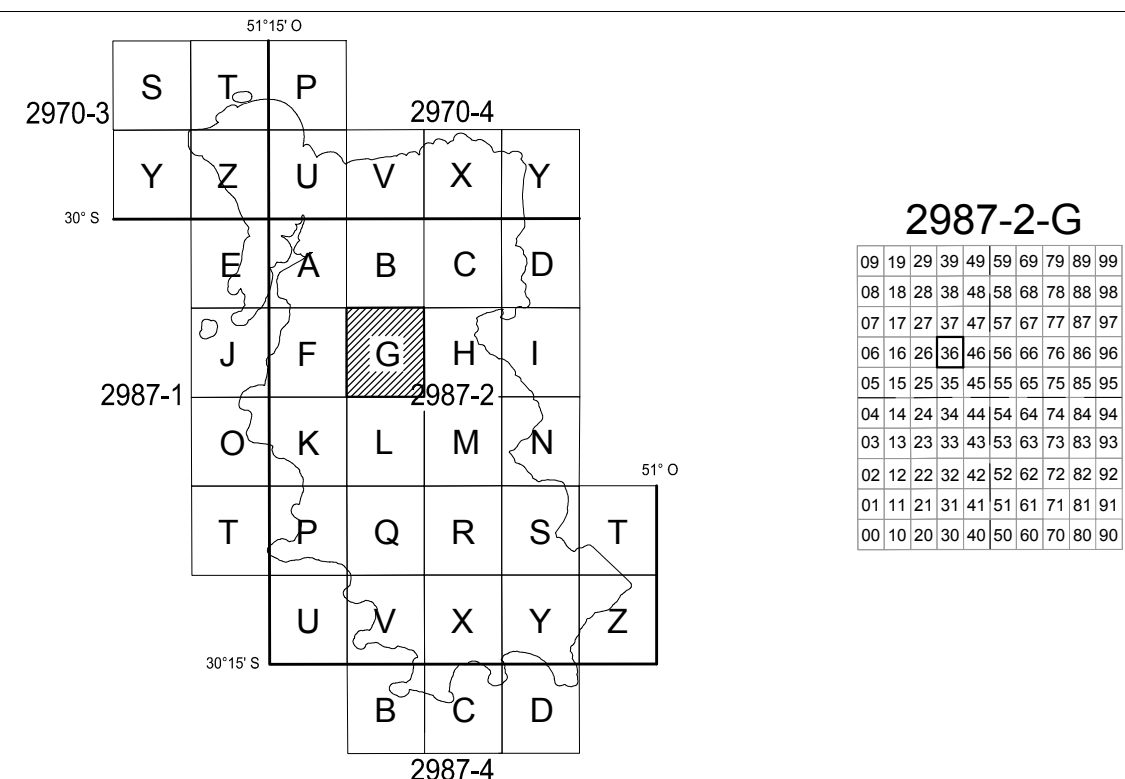 51°15' O
S T P
2970-3
2970-4
Y Z U V X Y
30° S
E A B C D
J F G H I
2987-1
2987-2
O K L M N
51° O
T P Q R S T
U V X Y Z
30°15' S
B C D
2987-4
2987-2-G
09 19 29 39 49 59 69 79 89 99
08 18 28 38 48 58 68 78 88 98
07 17 27 37 47 57 67 77 87 97
06 16 26 36 46 56 66 76 86 96
05 15 25 35 45 55 65 75 85 95
04 14 24 34 44 54 64 74 84 94
03 13 23 33 43 53 63 73 83 93
02 12 22 32 42 52 62 72 82 92
01 11 21 31 41 51 61 71 81 91
00 10 20 30 40 50 60 70 80 90